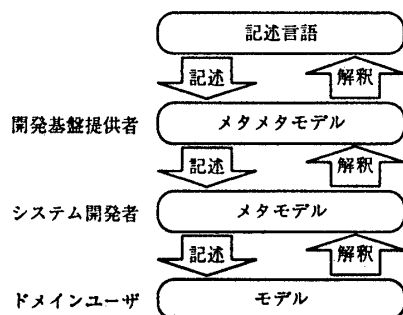 記述言語
記述
解釈
開発基盤提供者
メタメタモデル
記述
解釈
システム開発者
メタモデル
記述
解釈
ドメインユーザ
モデル